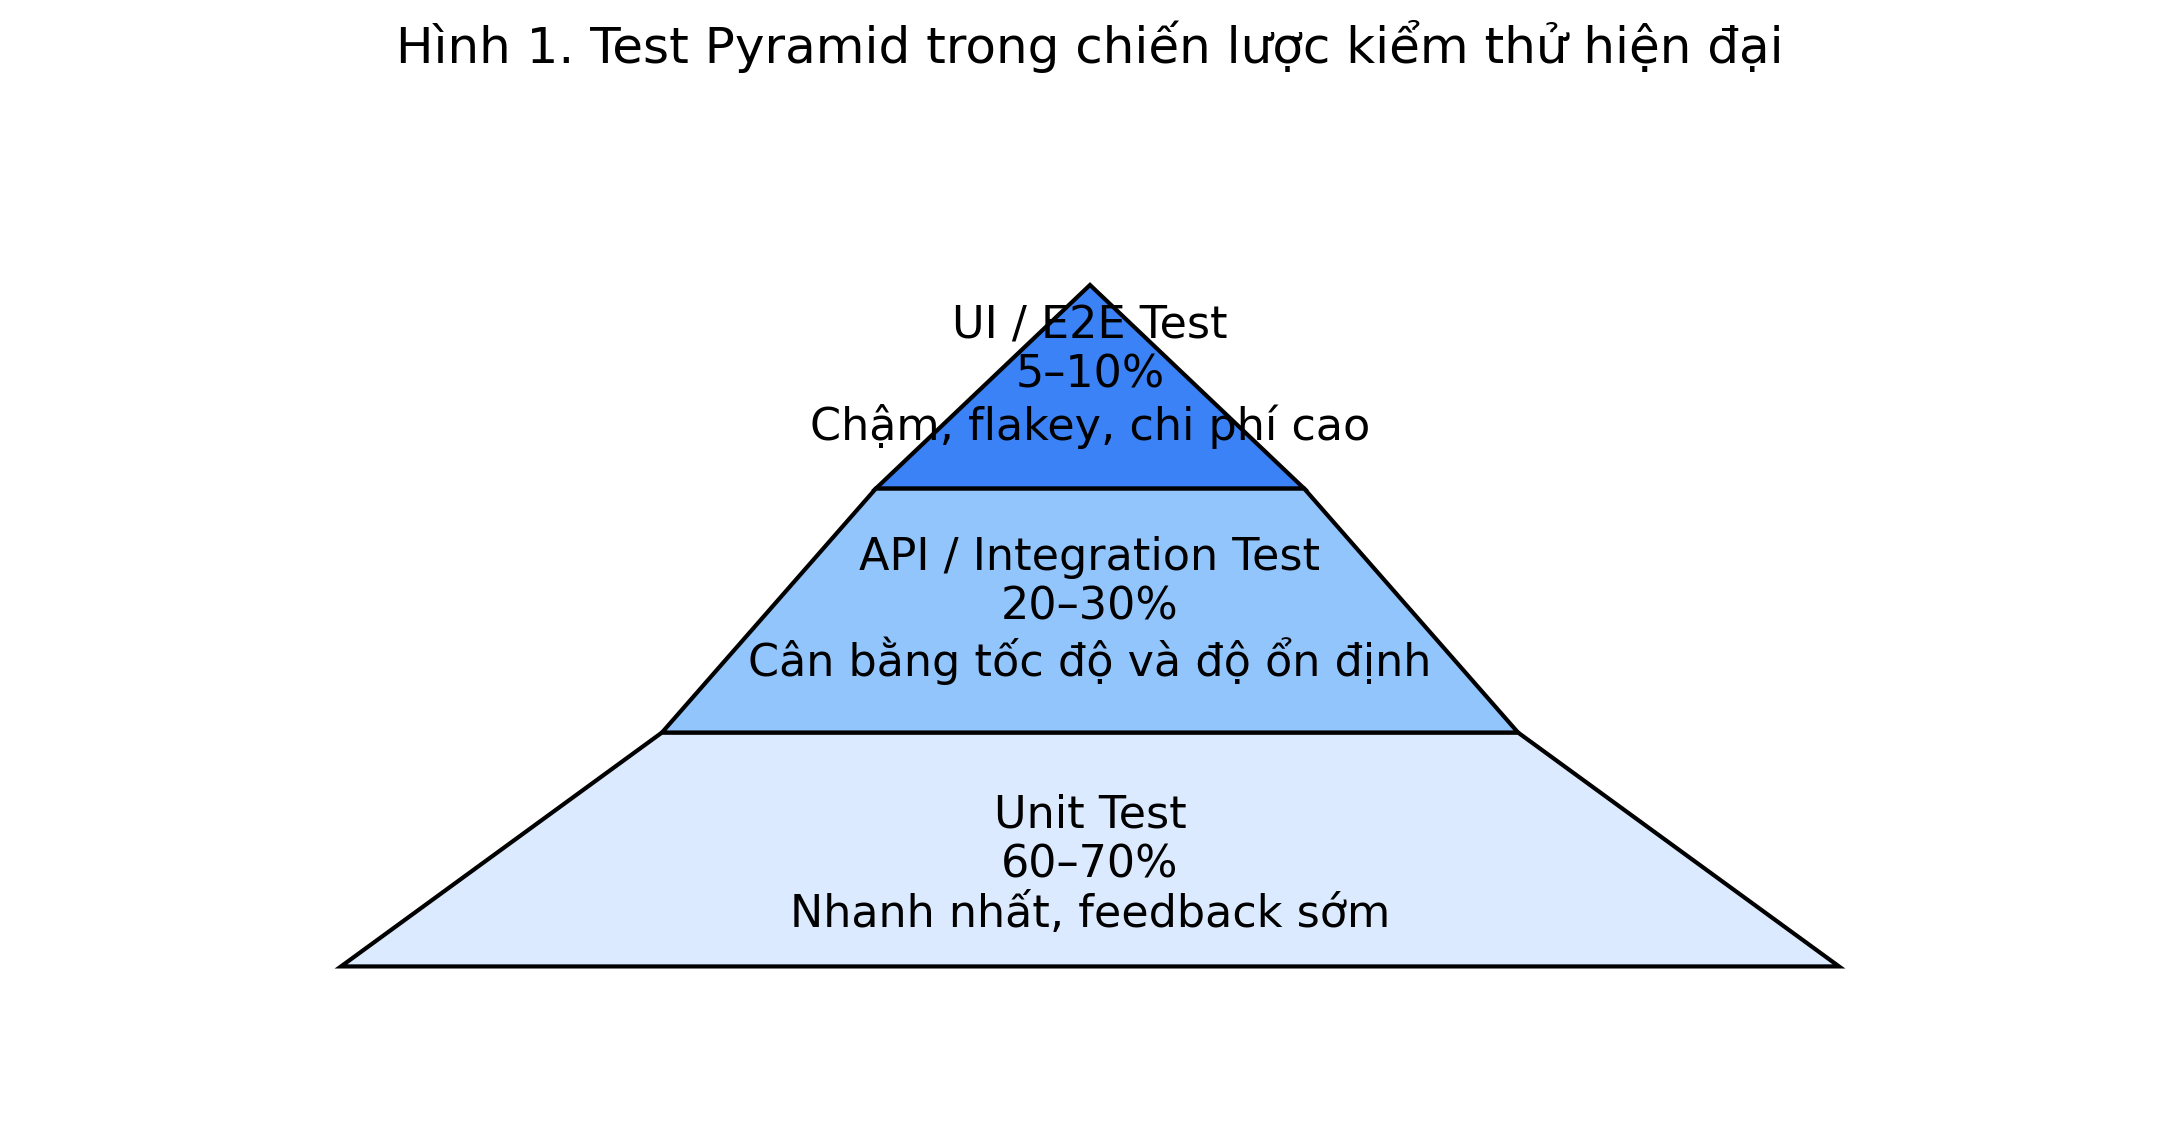 Hình 1. Test Pyramid trong chiến lược kiểm thử hiện đại
UI / E2E Test
5–10%
Chậm, flakey, chi phí cao
API / Integration Test
20–30%
Cân bằng tốc độ và độ ổn định
Unit Test
60–70%
Nhanh nhất, feedback sớm